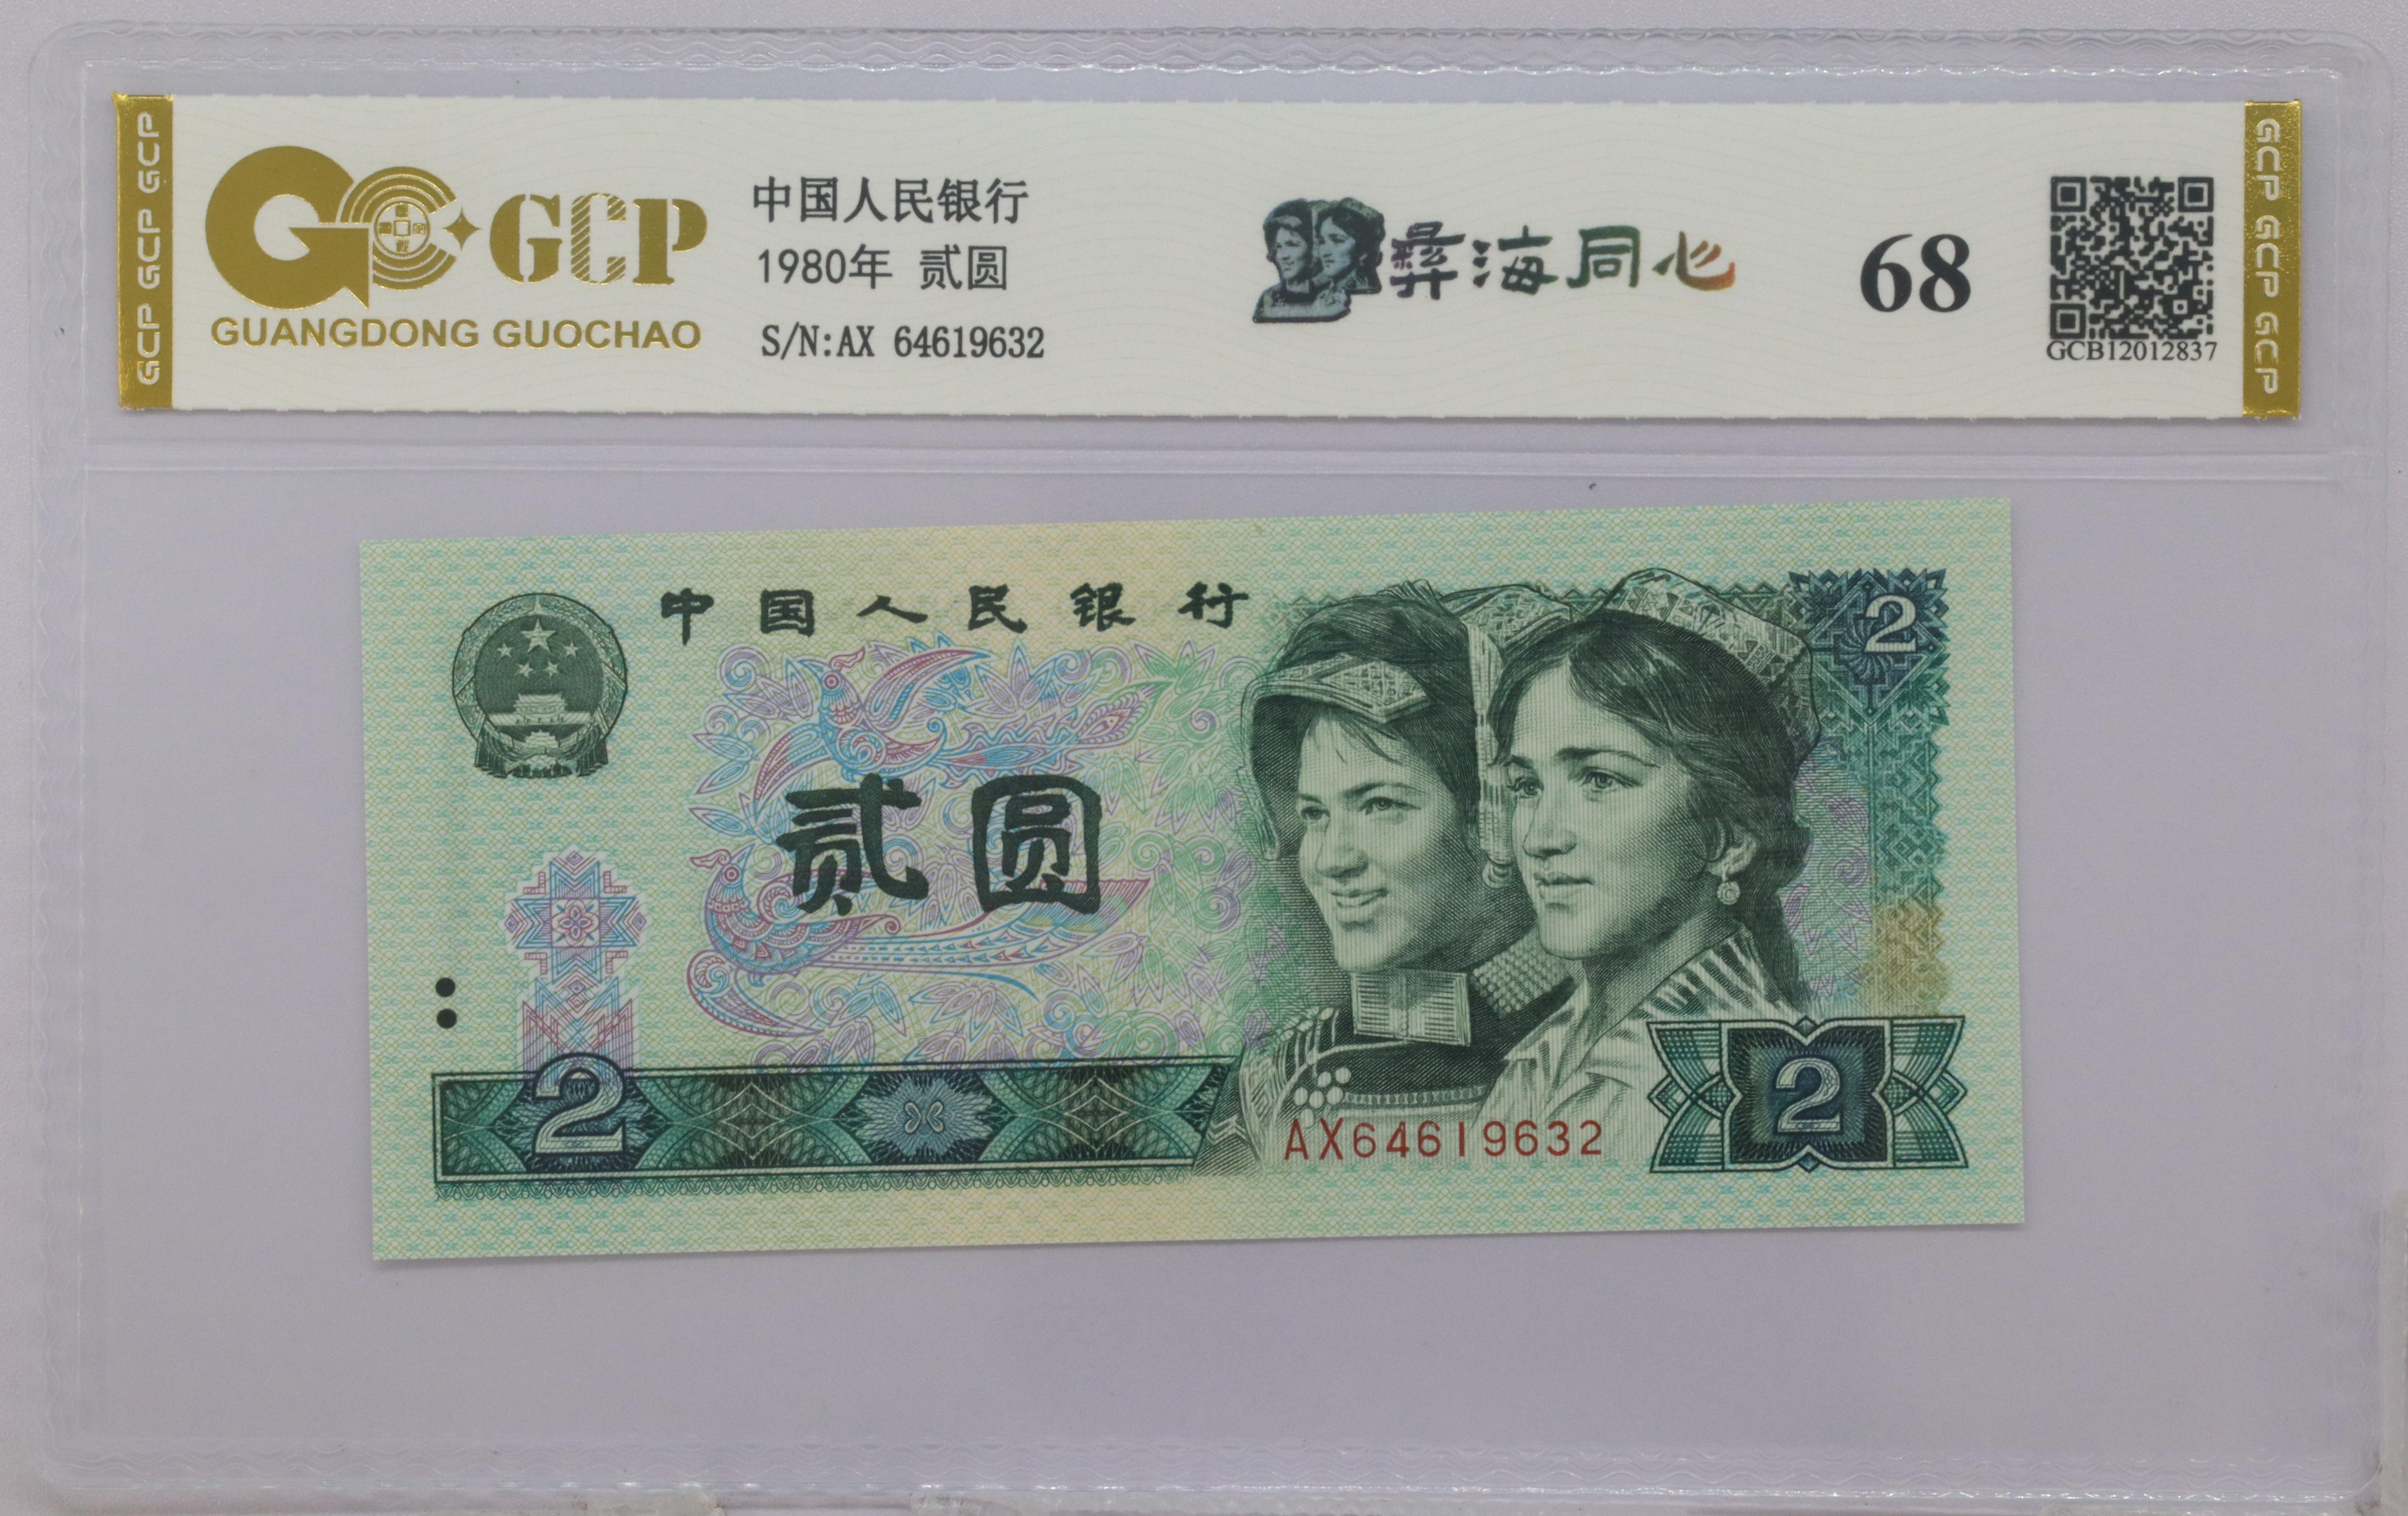 GCP GCP GCP
GCP
GUANGDONG GUOCHAO
中国人民银行
1980年 贰圆
S/N:AX 64619632
彝海同心
68
GCB12012837
GCP GCP GCP
中国人民银行
2
贰圆
2
AX64619632
2